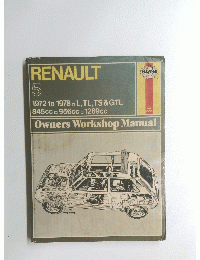 RENAULT
5
1972 to 1978 □ L, TL, TS & GTL
845cc □ 956cc □ 1289cc
Owners Workshop Manual